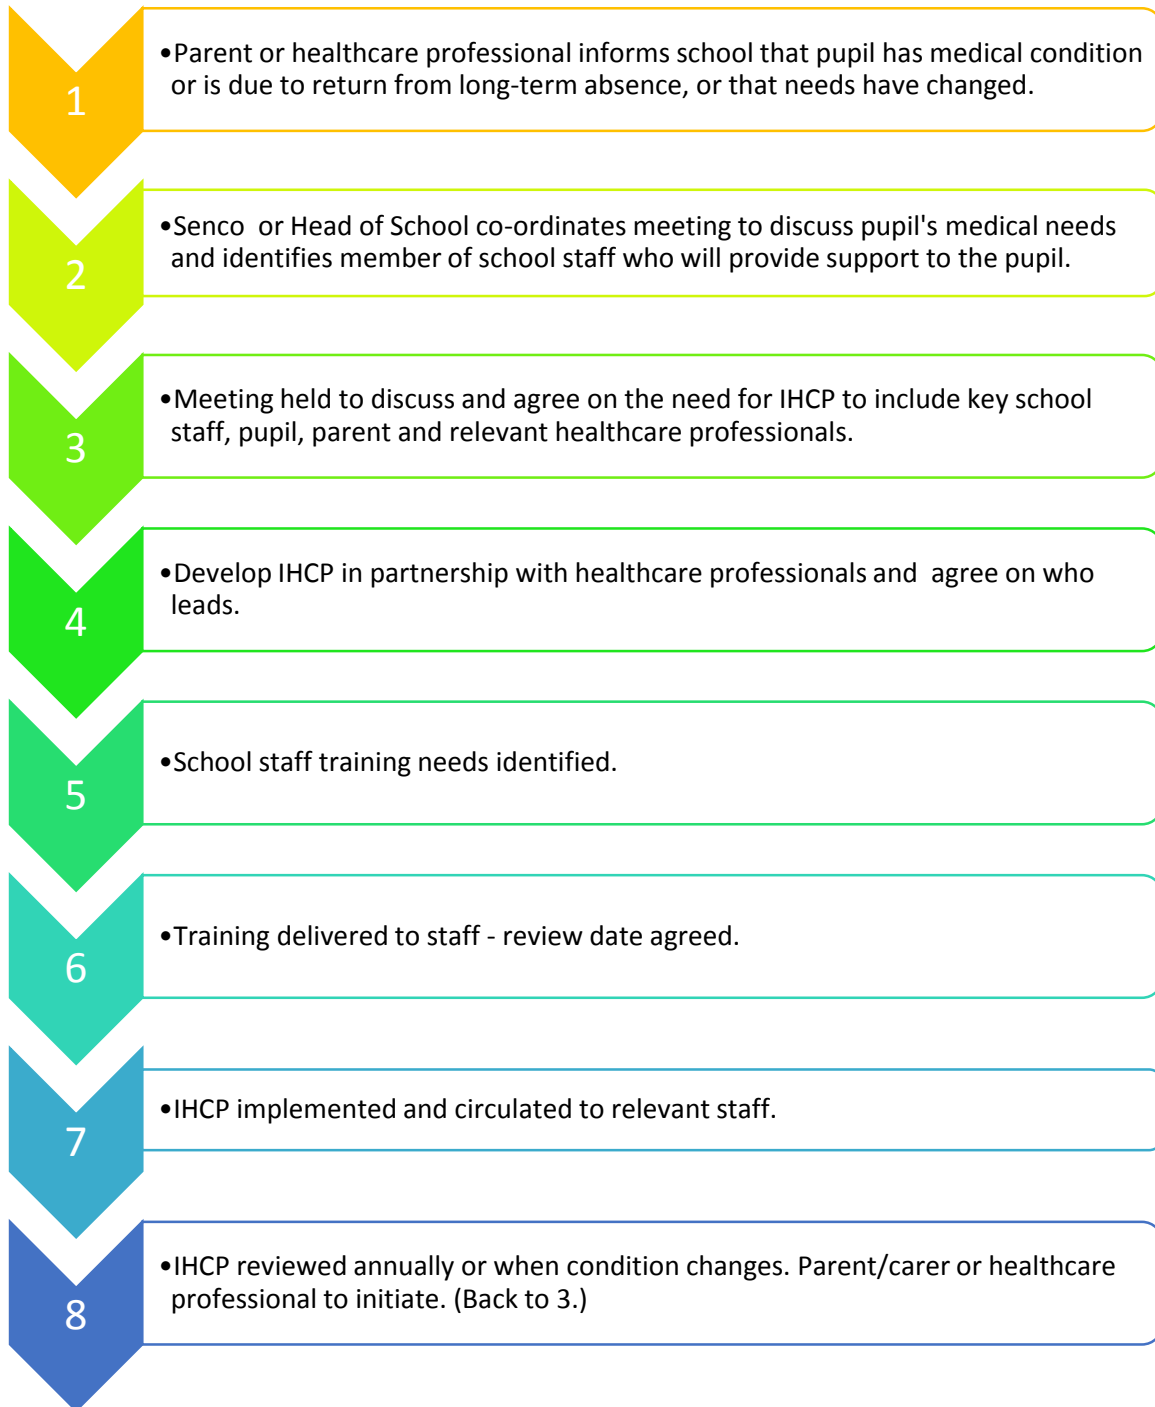 1
•Parent or healthcare professional informs school that pupil has medical condition
or is due to return from long-term absence, or that needs have changed.
2
•Senco  or Head of School co-ordinates meeting to discuss pupil's medical needs
and identifies member of school staff who will provide support to the pupil.
3
•Meeting held to discuss and agree on the need for IHCP to include key school
staff, pupil, parent and relevant healthcare professionals.
4
•Develop IHCP in partnership with healthcare professionals and  agree on who
leads.
5
•School staff training needs identified.
6
•Training delivered to staff - review date agreed.
7
•IHCP implemented and circulated to relevant staff.
8
•IHCP reviewed annually or when condition changes. Parent/carer or healthcare
professional to initiate. (Back to 3.)